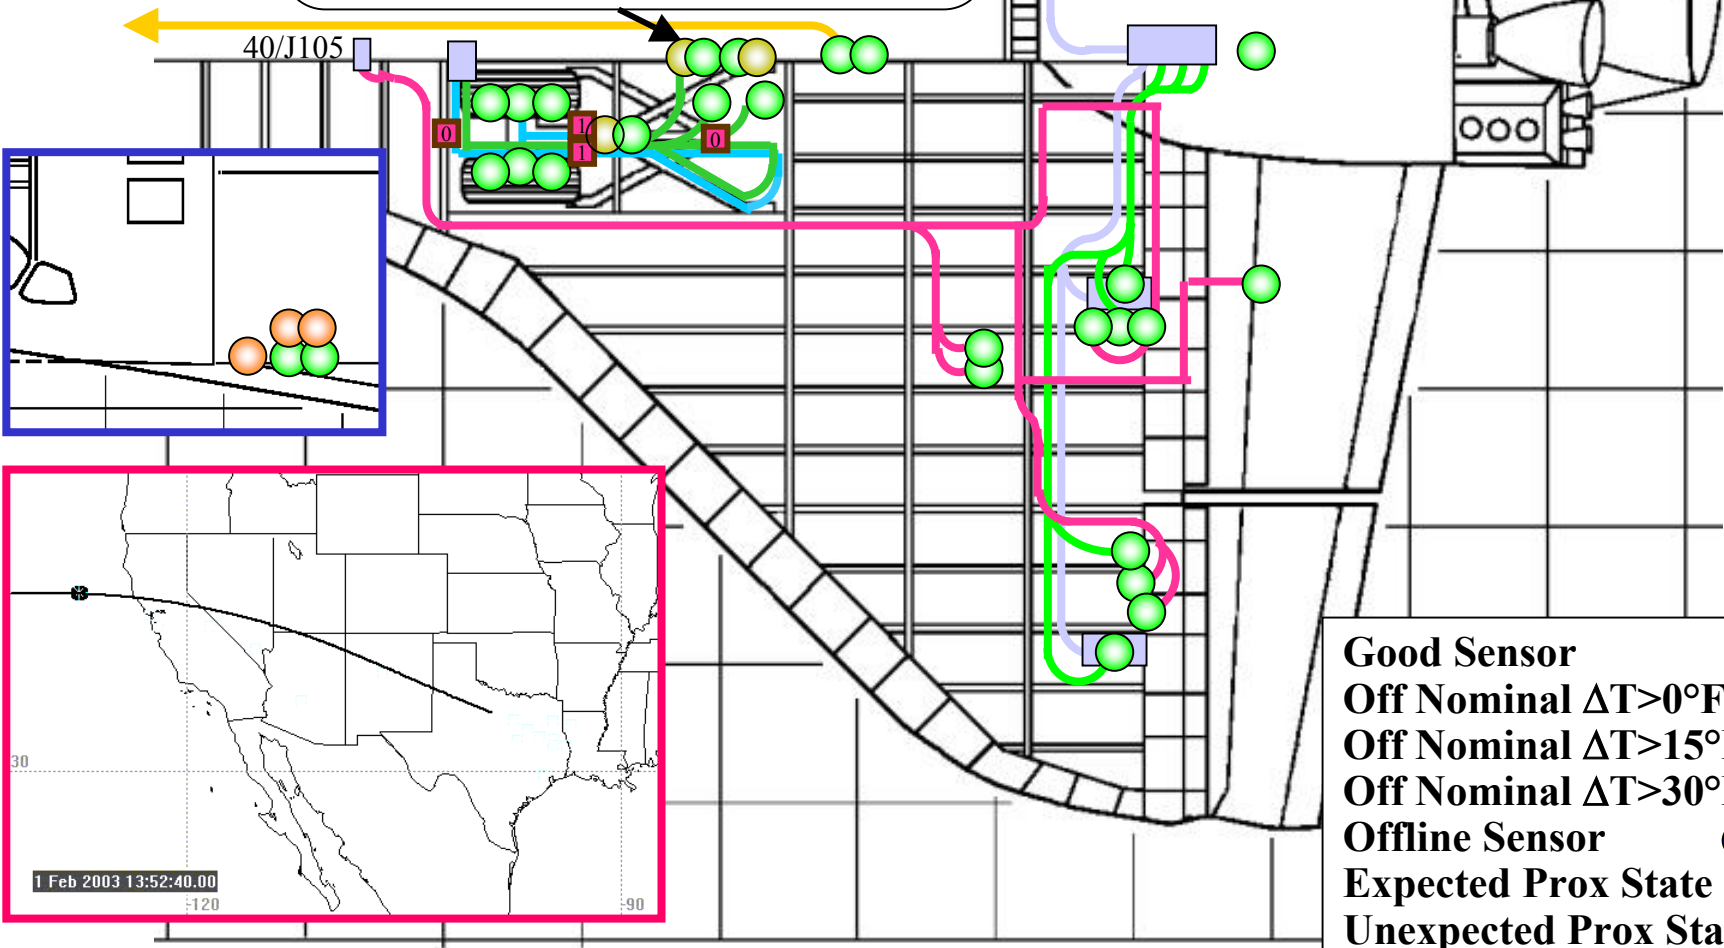 40/J105
0
1
1
0
30
1 Feb 2003 13:52:40.00
-120
-90
Good Sensor
Off Nominal ΔT>0°F
Off Nominal ΔT>15°
Off Nominal ΔT>30°
Offline Sensor
Expected Prox State
Unexpected Prox Sta